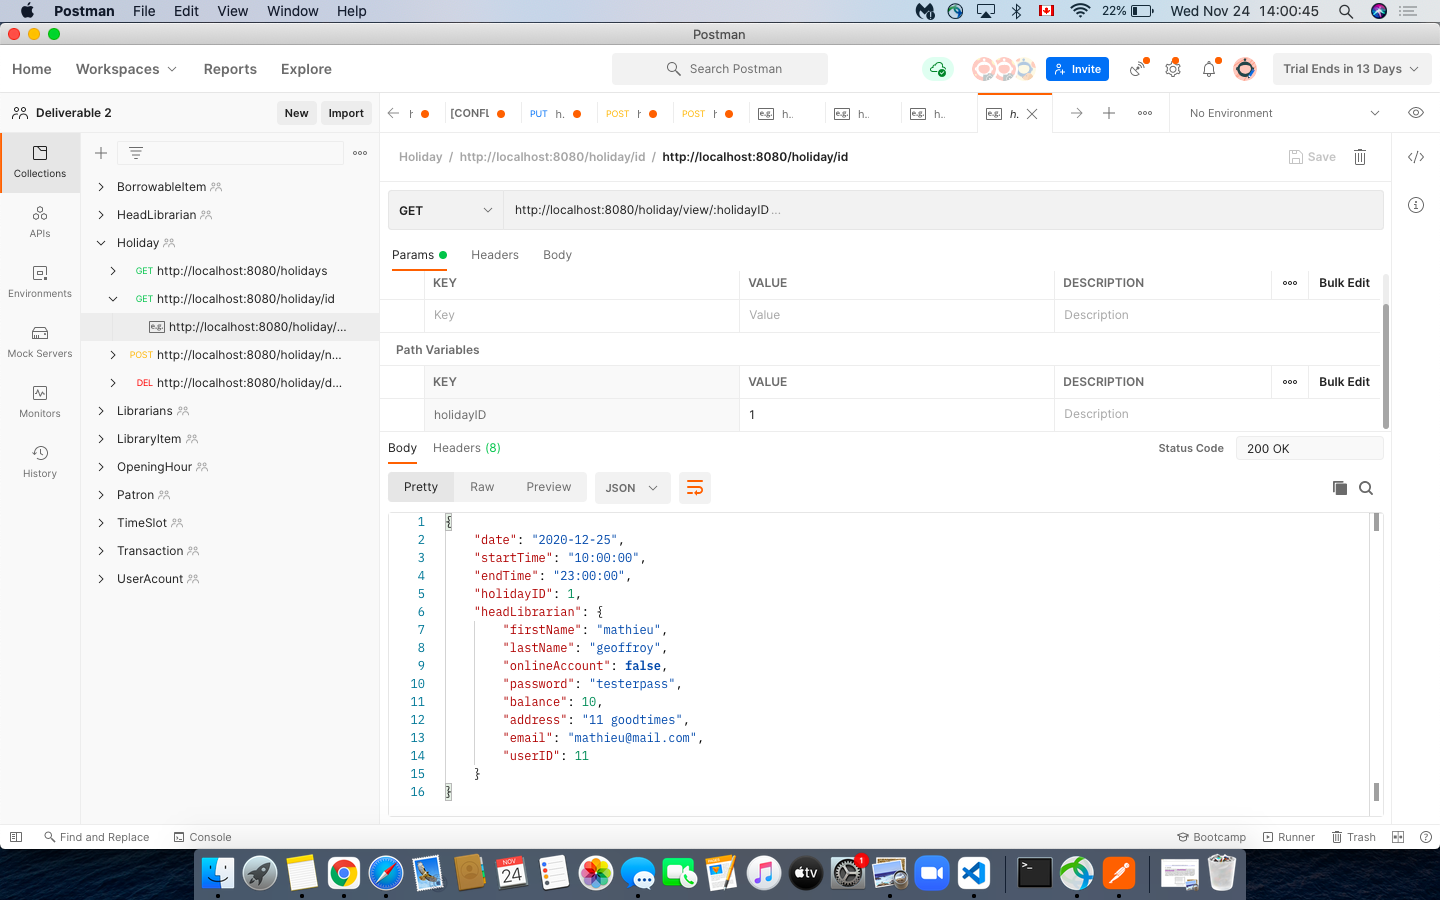 Postman File Edit View Window Help 22% Wed Nov 24 14:00:45
Postman
Home Workspaces Reports Explore Search Postman Invite Trial Ends in 13 Days
Deliverable 2 New Import h [CONFL PUT h. POST h POST h e.g. h.. e.g. h.. e.g. h.. e.g. h. No Environment
Collections
APIs
Environments
Mock Servers
Monitors
History
BorrowableItem
HeadLibrarian
Holiday
GET http://localhost:8080/holidays
GET http://localhost:8080/holiday/id
e.g. http://localhost:8080/holiday/...
POST http://localhost:8080/holiday/n...
DEL http://localhost:8080/holiday/d...
Librarians
LibraryItem
OpeningHour
Patron
TimeSlot
Transaction
UserAcount
Holiday / http://localhost:8080/holiday/id / http://localhost:8080/holiday/id Save
GET http://localhost:8080/holiday/view/:holidayID ...
Params Headers Body
KEY VALUE DESCRIPTION Bulk Edit
Key Value Description
Path Variables
KEY VALUE DESCRIPTION Bulk Edit
holidayID 1 Description
Body Headers (8) Status Code 200 OK
Pretty Raw Preview JSON
1 {
2 "date": "2020-12-25",
3 "startTime": "10:00:00",
4 "endTime": "23:00:00",
5 "holidayID": 1,
6 "headLibrarian": {
7 "firstName": "mathieu",
8 "lastName": "geoffroy",
9 "onlineAccount": false,
10 "password": "testerpass",
11 "balance": 10,
12 "address": "11 goodtimes",
13 "email": "mathieu@mail.com",
14 "userID": 11
15 }
16 }
Find and Replace Console Bootcamp Runner Trash
NOV 24 tv 1 >_